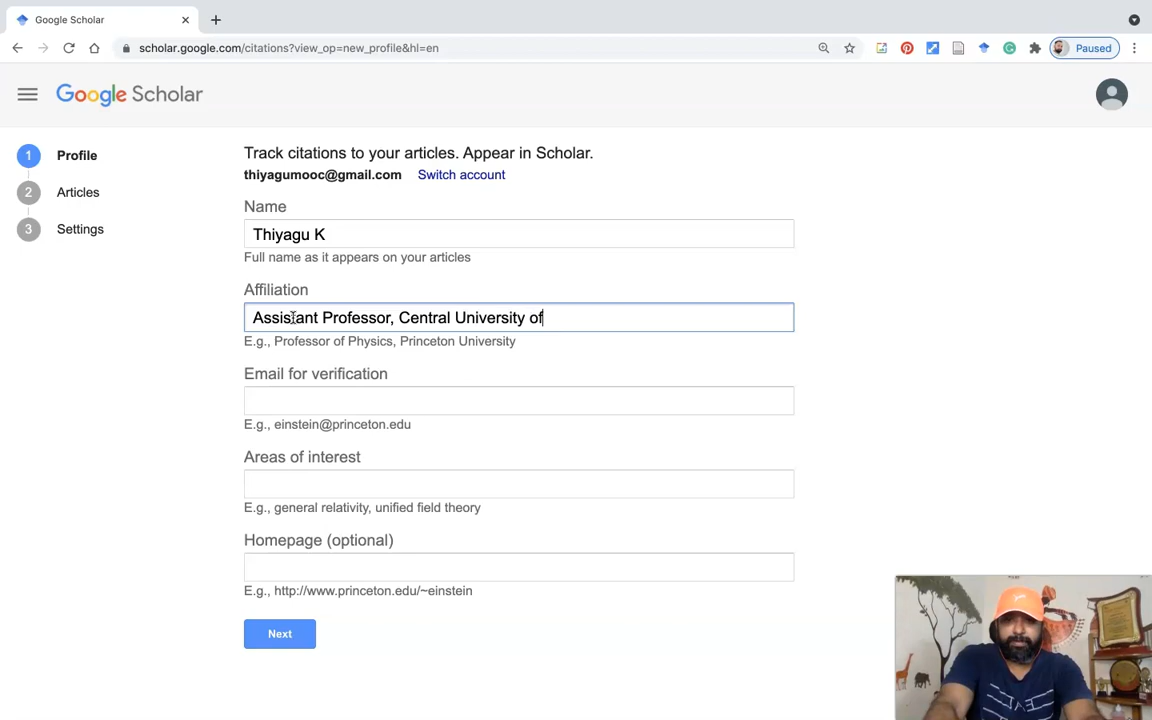 Google Scholar
scholar.google.com/citations?view_op=new_profile&hl=en
Paused
Google Scholar
1 Profile
2 Articles
3 Settings
Track citations to your articles. Appear in Scholar.
thiyagumooc@gmail.com Switch account
Name
Thiyagu K
Full name as it appears on your articles
Affiliation
Assistant Professor, Central University of
E.g., Professor of Physics, Princeton University
Email for verification
E.g., einstein@princeton.edu
Areas of interest
E.g., general relativity, unified field theory
Homepage (optional)
E.g., http://www.princeton.edu/~einstein
Next